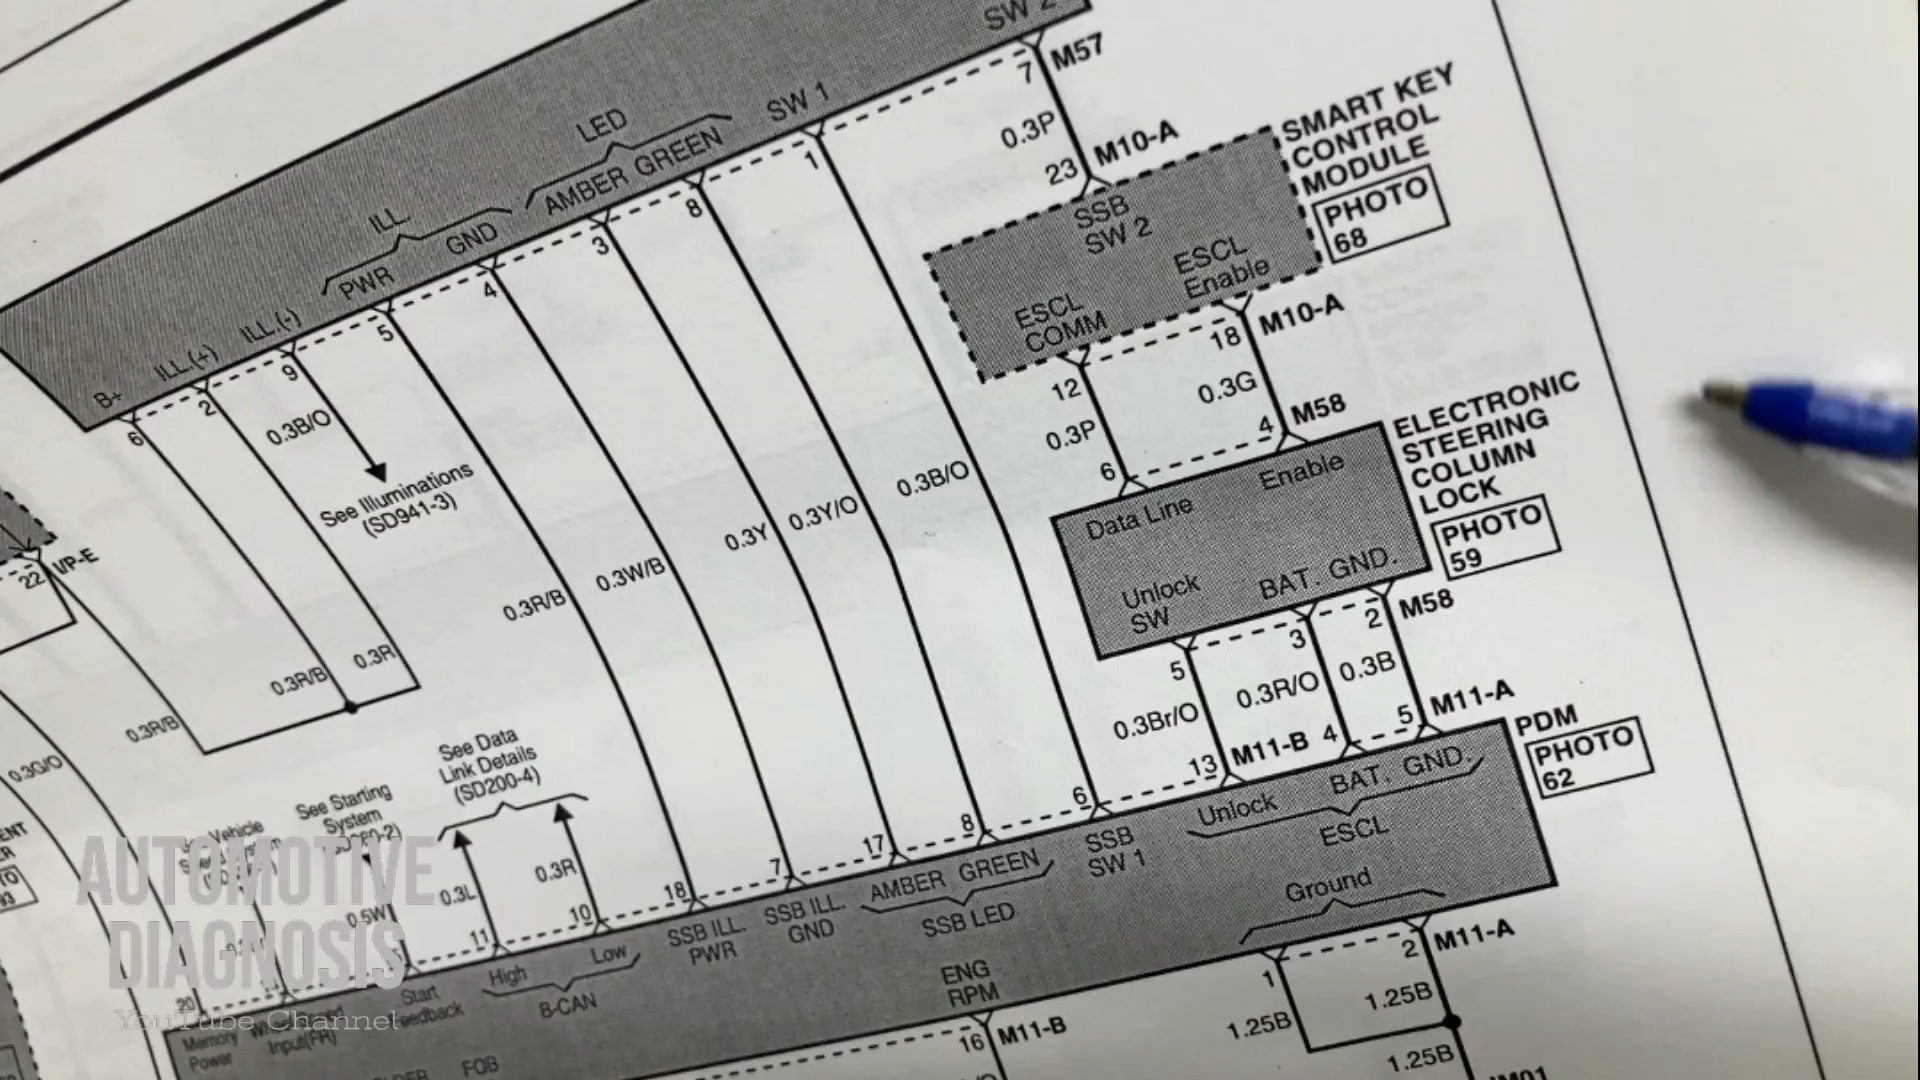 SW 2
7
M57
SW 1
LED
AMBER GREEN
ILL.
PWR
GND
ILL.(-)
ILL.(+)
B+
6
2
9
5
4
3
8
1
0.3P
23
M10-A
SMART KEY
CONTROL
MODULE
PHOTO
68
SSB
SW 2
ESCL
Enable
ESCL
COMM
12
18
M10-A
0.3P
0.3G
6
4
M58
ELECTRONIC
STEERING
COLUMN
LOCK
PHOTO
59
Data Line
Enable
Unlock
SW
BAT.
GND.
5
3
2
M58
0.3Br/O
0.3R/O
0.3B
13
M11-B
4
5
M11-A
PDM
PHOTO
62
0.3B/O
See Illuminations
(SD941-3)
0.3R/B
0.3W/B
0.3Y
0.3Y/O
0.3B/O
22
I/P-E
0.3R/B
0.3R/B
0.3R
0.3G/O
See Data
Link Details
(SD200-4)
See Starting
System
Vehicle
0.5W
0.3L
0.3R
20
11
10
18
7
17
8
6
Memory
Power
Input(FR)
Start
High
Low
B-CAN
SSB ILL.
PWR
SSB ILL.
GND
AMBER
GREEN
SSB LED
SSB
SW 1
Unlock
BAT.
GND.
ESCL
Ground
1
2
M11-A
ENG
RPM
16
M11-B
1.25B
1.25B
1.25B
FOB
AUTOMOTIVE
DIAGNOSIS
YouTube Channel